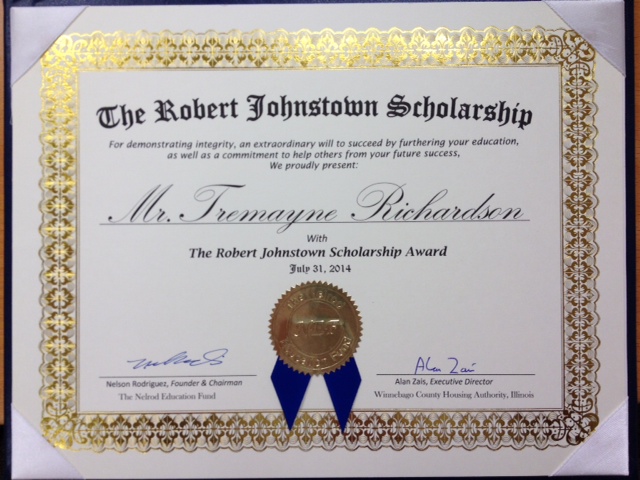 The Robert Johnstown Scholarship
For demonstrating integrity, an extraordinary will to succeed by furthering your education,
as well as a commitment to help others from your future success,
We proudly present:
Mr. Tremayne Richardson
With
The Robert Johnstown Scholarship Award
July 31, 2014
Nelson Rodriguez, Founder & Chairman
The Nelrod Education Fund
Alan Zais
Alan Zais, Executive Director
Winnebago County Housing Authority, Illinois